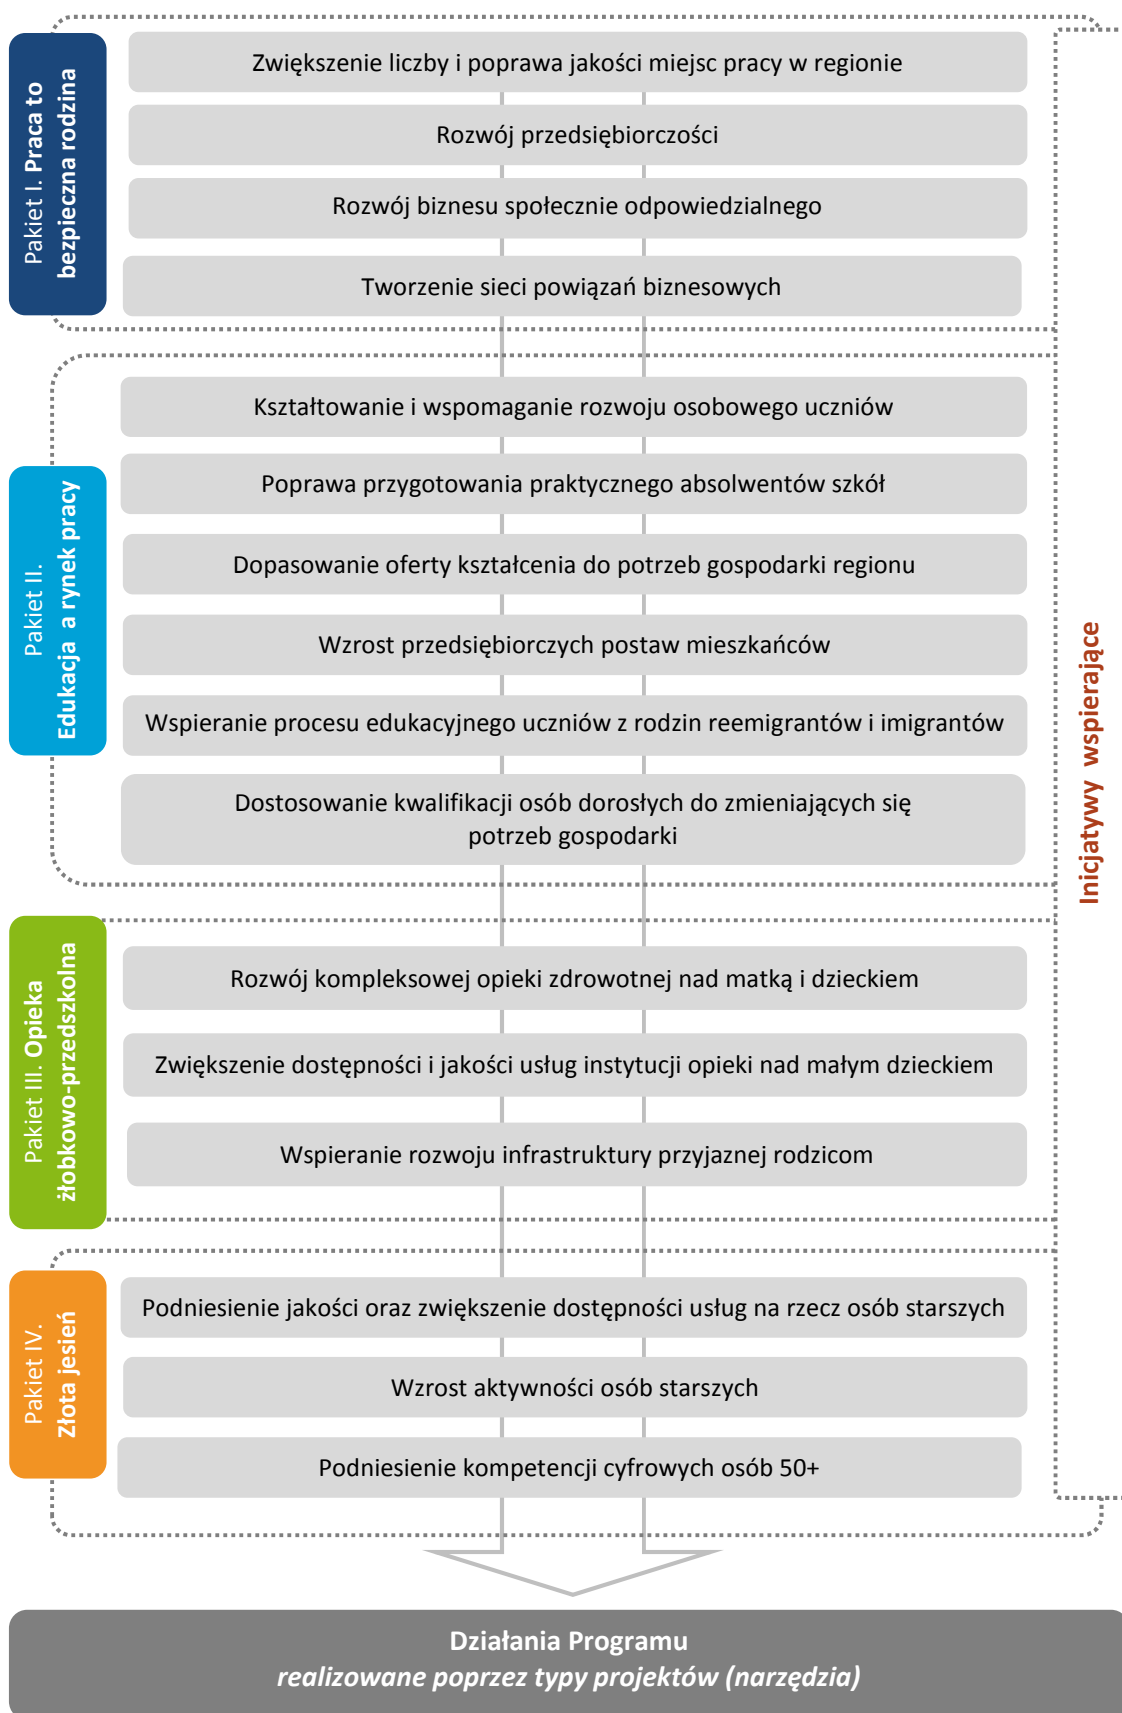 Pakiet I. Praca to
bezpieczna rodzina
Zwiększenie liczby i poprawa jakości miejsc pracy w regionie
Rozwój przedsiębiorczości
Rozwój biznesu społecznie odpowiedzialnego
Tworzenie sieci powiązań biznesowych
Pakiet II.
Edukacja a rynek pracy
Kształtowanie i wspomaganie rozwoju osobowego uczniów
Poprawa przygotowania praktycznego absolwentów szkół
Dopasowanie oferty kształcenia do potrzeb gospodarki regionu
Wzrost przedsiębiorczych postaw mieszkańców
Wspieranie procesu edukacyjnego uczniów z rodzin reemigrantów i imigrantów
Dostosowanie kwalifikacji osób dorosłych do zmieniających się
potrzeb gospodarki
Pakiet III. Opieka
żłobkowo-przedszkolna
Rozwój kompleksowej opieki zdrowotnej nad matką i dzieckiem
Zwiększenie dostępności i jakości usług instytucji opieki nad małym dzieckiem
Wspieranie rozwoju infrastruktury przyjaznej rodzicom
Pakiet IV.
Złota jesień
Podniesienie jakości oraz zwiększenie dostępności usług na rzecz osób starszych
Wzrost aktywności osób starszych
Podniesienie kompetencji cyfrowych osób 50+
Inicjatywy wspierające
Działania Programu
realizowane poprzez typy projektów (narzędzia)